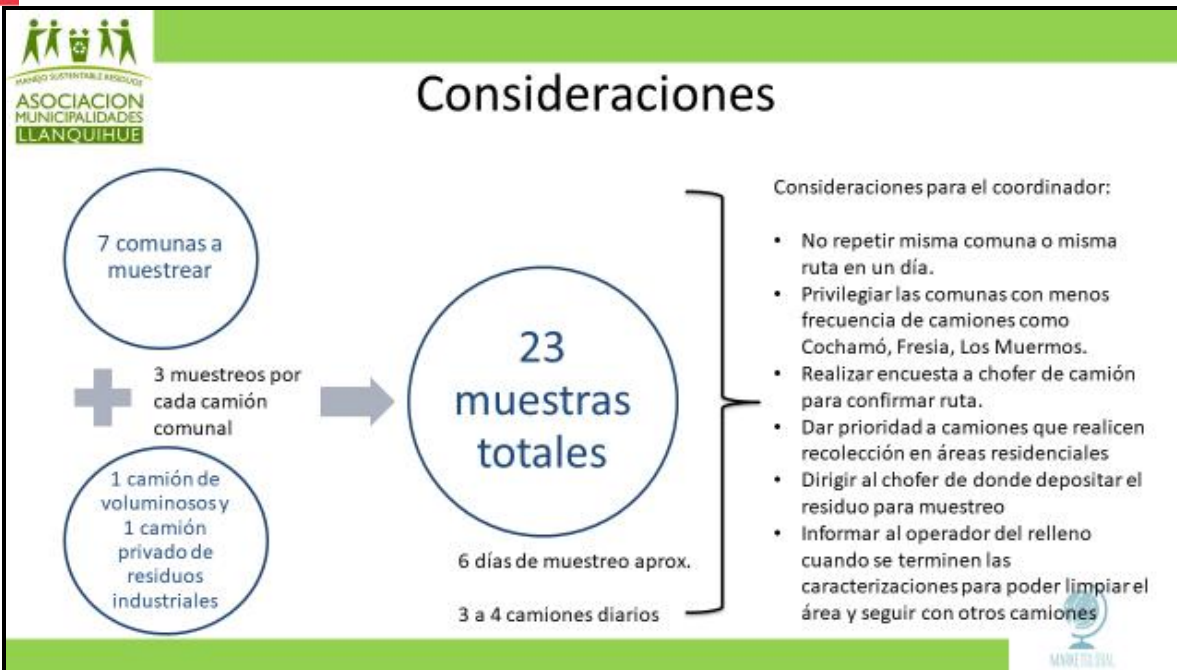 MANEJO SUSTENTABLE RESIDUOS
ASOCIACION
MUNICIPALIDADES
LLANQUIHUE
Consideraciones
7 comunas a
muestrear
3 muestreos por
cada camión
comunal
1 camión de
voluminosos y
1 camión
privado de
residuos
industriales
23
muestras
totales
6 días de muestreo aprox.
3 a 4 camiones diarios
Consideraciones para el coordinador:
• No repetir misma comuna o misma
ruta en un día.
• Privilegiar las comunas con menos
frecuencia de camiones como
Cochamó, Fresia, Los Muermos.
• Realizar encuesta a chofer de camión
para confirmar ruta.
• Dar prioridad a camiones que realicen
recolección en áreas residenciales
• Dirigir al chofer de donde depositar el
residuo para muestreo
• Informar al operador del relleno
cuando se terminen las
caracterizaciones para poder limpiar el
área y seguir con otros camiones